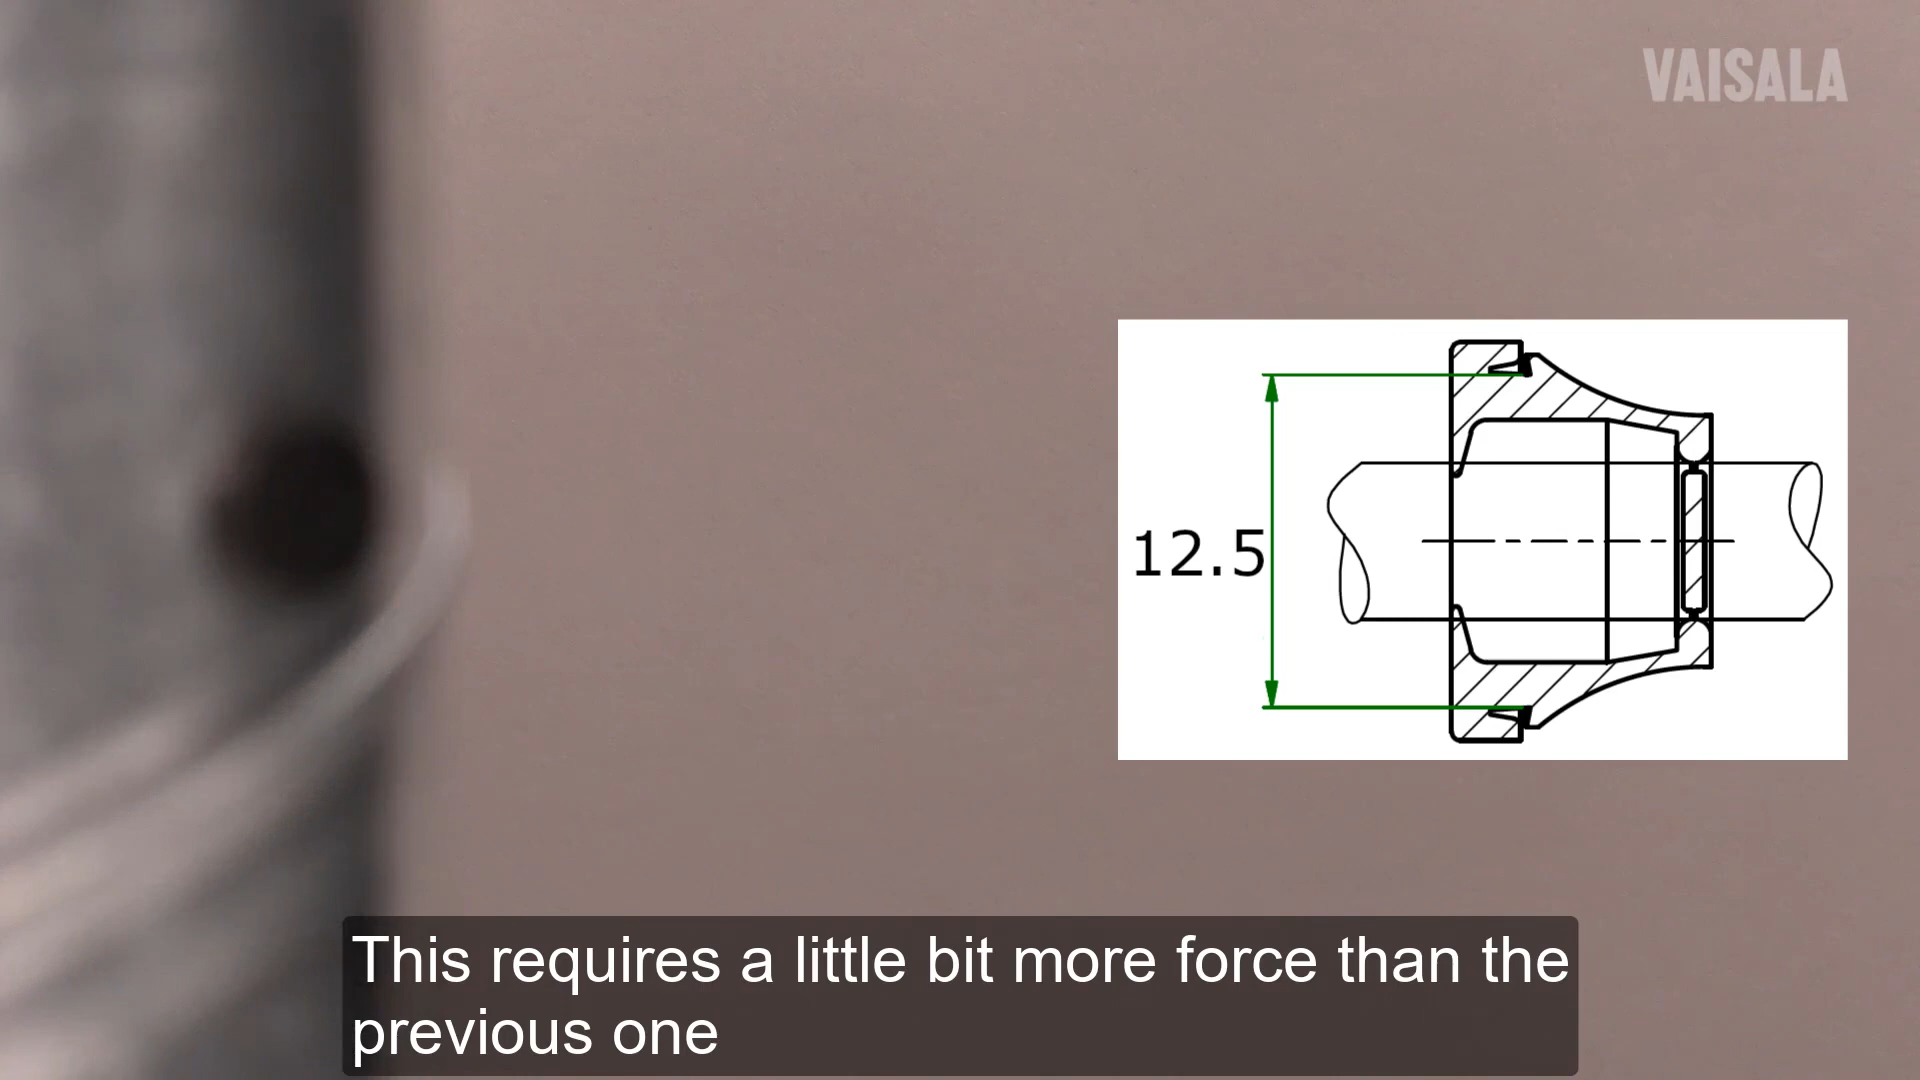 VAISALA
12.5
This requires a little bit more force than the
previous one